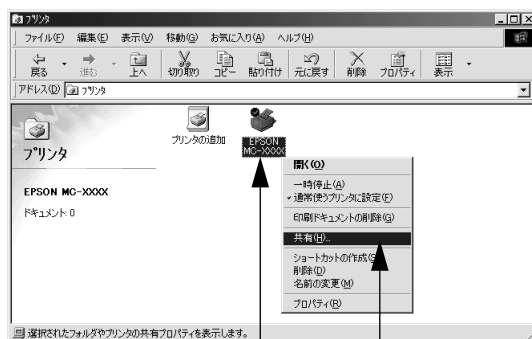 プリンタ
ファイル(F) 編集(E) 表示(V) 移動(G) お気に入り(A) ヘルプ(H)
戻る 進む 上へ 切り取り コピー 貼り付け 元に戻す 削除 プロパティ 表示
アドレス(D) プリンタ
プリンタ
EPSON MC-XXXX
ドキュメント: 0
プリンタの追加
EPSON
MC-XXXX
開く(O)
一時停止(A)
通常使うプリンタに設定(F)
印刷ドキュメントの削除(G)
共有(H)...
ショートカットの作成(S)
削除(D)
名前の変更(M)
プロパティ(R)
選択されたフォルダやプリンタの共有プロパティを表示します。